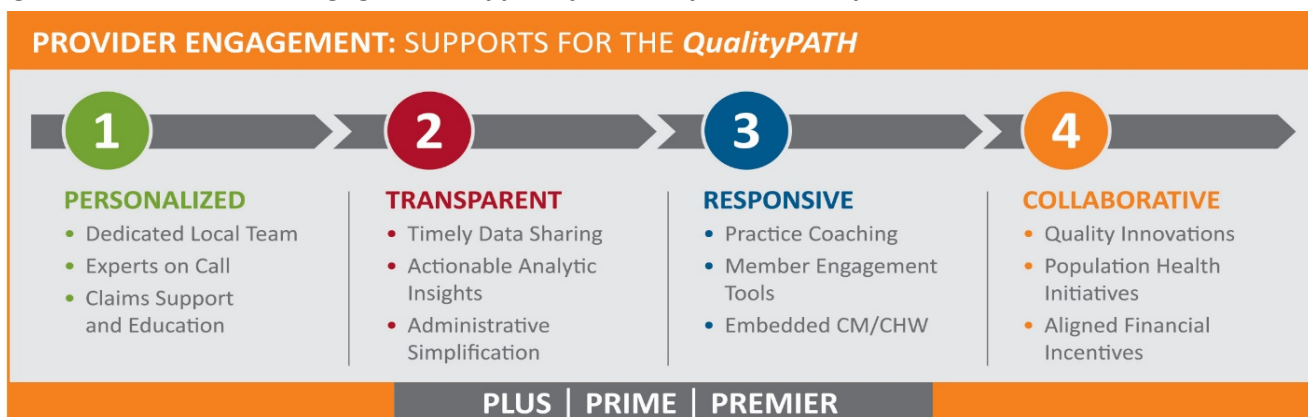 PROVIDER ENGAGEMENT: SUPPORTS FOR THE QualityPATH
1
2
3
4
PERSONALIZED
• Dedicated Local Team
• Experts on Call
• Claims Support
and Education
TRANSPARENT
• Timely Data Sharing
• Actionable Analytic
Insights
• Administrative
Simplification
RESPONSIVE
• Practice Coaching
• Member Engagement
Tools
• Embedded CM/CHW
COLLABORATIVE
• Quality Innovations
• Population Health
Initiatives
• Aligned Financial
Incentives
PLUS | PRIME | PREMIER